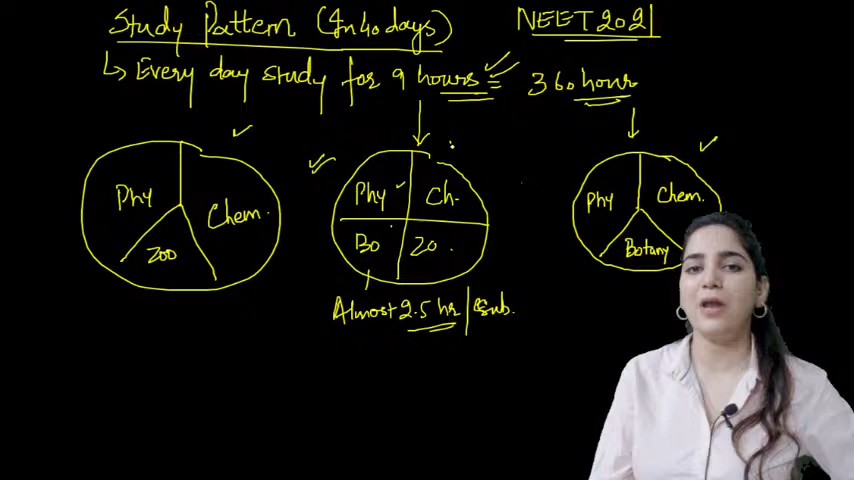 Study Pattern (In 40 days)
NEET 2021
↳ Every day study for 9 hours = 360 hour
Phy
Chem.
Zoo
Phy
Ch.
Bo
Zo
Phy
Chem.
Botany
Almost 2.5 hr | sub.